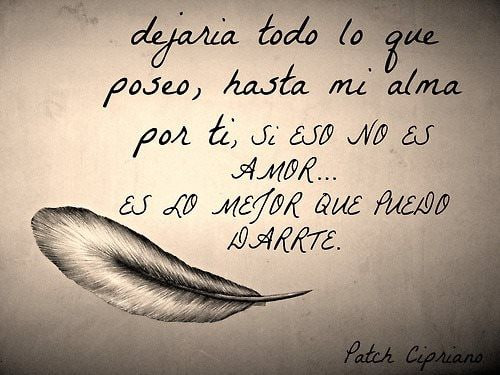 dejaria todo lo que
poseo, hasta mi alma
por ti, Si ESO NO ES
AMOR...
ES LO MEJOR QUE PUEDO
DARRTE.
Patch Cipriano